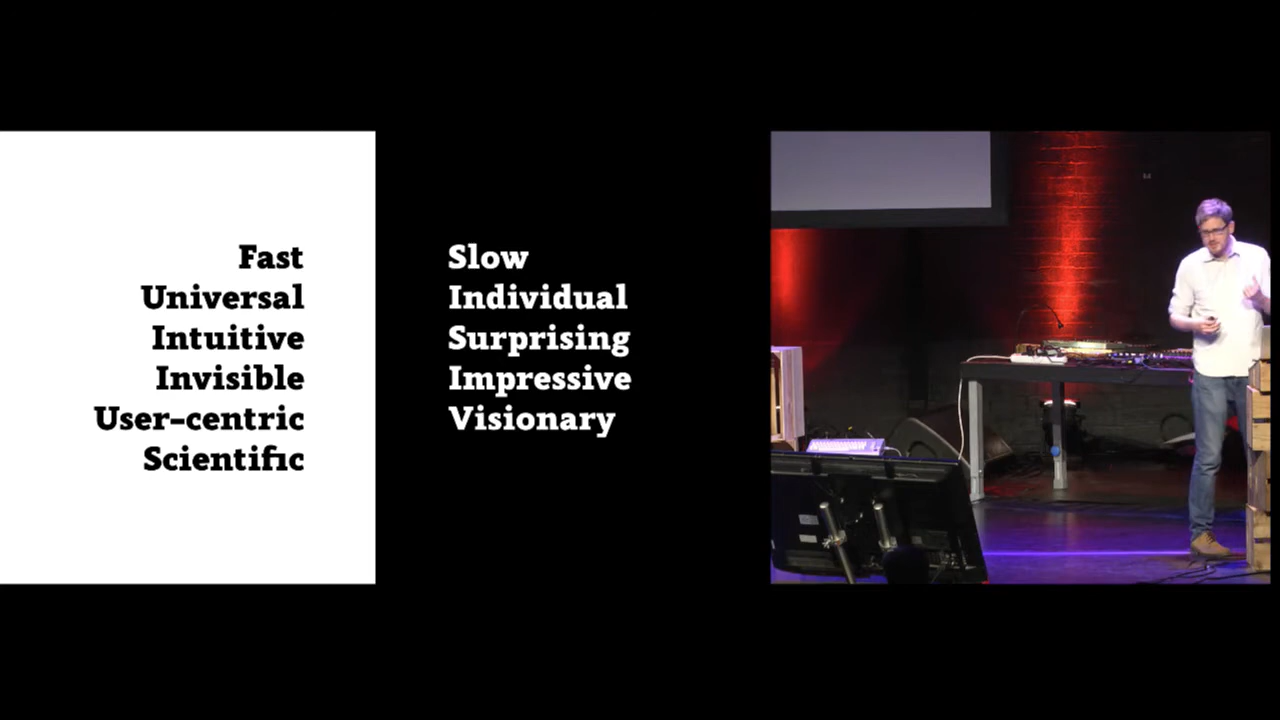 Fast
Universal
Intuitive
Invisible
User-centric
Scientific
Slow
Individual
Surprising
Impressive
Visionary